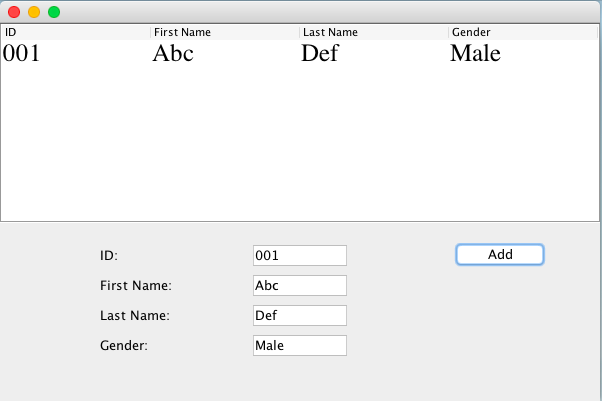 ID First Name Last Name Gender
001 Abc Def Male
ID: 001 Add
First Name: Abc
Last Name: Def
Gender: Male